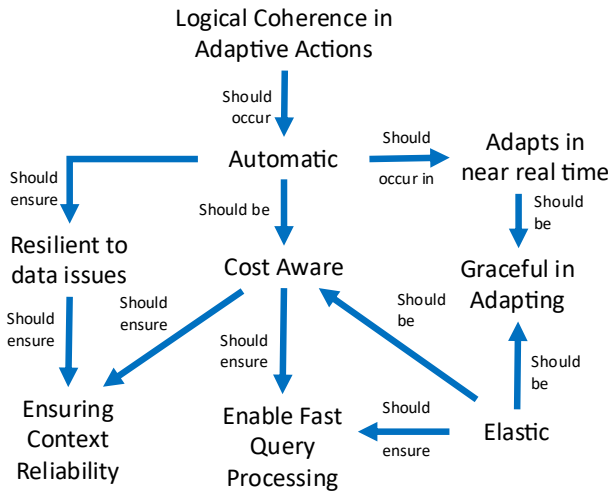 Logical Coherence in
Adaptive Actions
Should
occur
Automatic
Should
occur in
Adapts in
near real time
Should
ensure
Should be
Should
be
Resilient to
data issues
Cost Aware
Graceful in
Adapting
Should
ensure
Should
ensure
Should
ensure
Should
be
Should
be
Ensuring
Context
Reliability
Enable Fast
Query
Processing
Should
ensure
Elastic